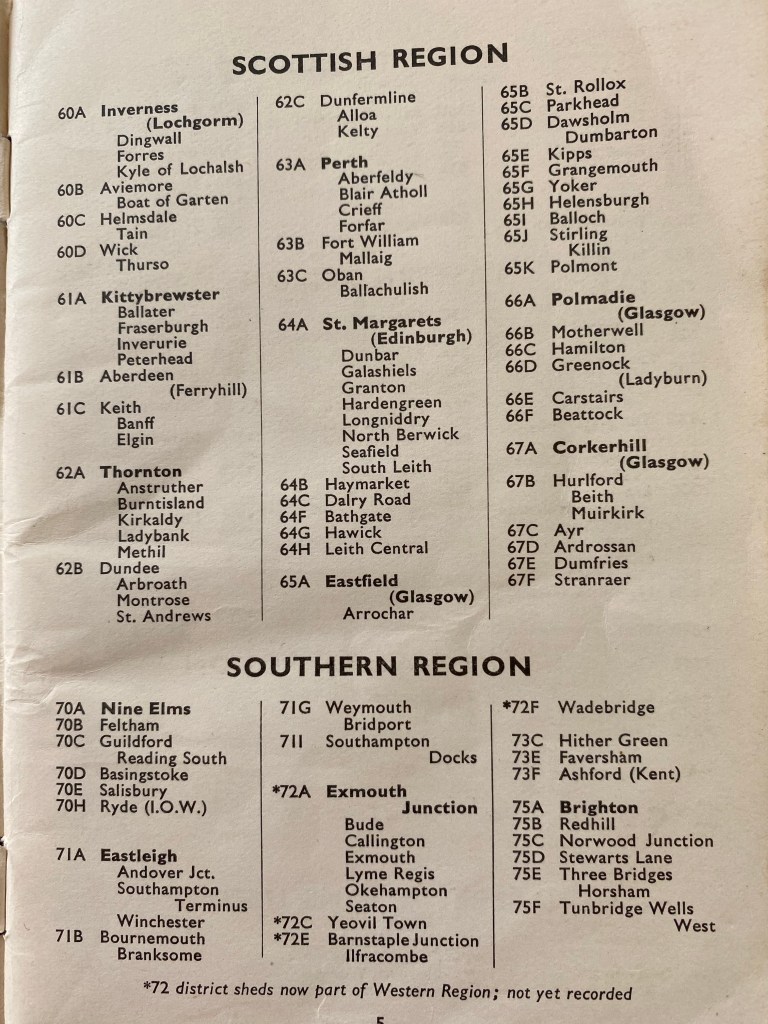 SCOTTISH REGION
60A Inverness
(Lochgorm)
Dingwall
Forres
Kyle of Lochalsh
60B Aviemore
Boat of Garten
60C Helmsdale
Tain
60D Wick
Thurso
61A Kittybrewster
Ballater
Fraserburgh
Inverurie
Peterhead
61B Aberdeen
(Ferryhill)
61C Keith
Banff
Elgin
62A Thornton
Anstruther
Burntisland
Kirkaldy
Ladybank
Methil
62B Dundee
Arbroath
Montrose
St. Andrews
62C Dunfermline
Alloa
Kelty
63A Perth
Aberfeldy
Blair Atholl
Crieff
Forfar
63B Fort William
Mallaig
63C Oban
Ballachulish
64A St. Margarets
(Edinburgh)
Dunbar
Galashiels
Granton
Hardengreen
Longniddry
North Berwick
Seafield
South Leith
64B Haymarket
64C Dalry Road
64F Bathgate
64G Hawick
64H Leith Central
65A Eastfield
(Glasgow)
Arrochar
65B St. Rollox
65C Parkhead
65D Dawsholm
Dumbarton
65E Kipps
65F Grangemouth
65G Yoker
65H Helensburgh
65I Balloch
65J Stirling
Killin
65K Polmont
66A Polmadie
(Glasgow)
66B Motherwell
66C Hamilton
66D Greenock
(Ladyburn)
66E Carstairs
66F Beattock
67A Corkerhill
(Glasgow)
67B Hurlford
Beith
Muirkirk
67C Ayr
67D Ardrossan
67E Dumfries
67F Stranraer
SOUTHERN REGION
70A Nine Elms
70B Feltham
70C Guildford
Reading South
70D Basingstoke
70E Salisbury
70H Ryde (I.O.W.)
71A Eastleigh
Andover Jct.
Southampton
Terminus
Winchester
71B Bournemouth
Branksome
71G Weymouth
Bridport
71I Southampton
Docks
*72A Exmouth
Junction
Bude
Callington
Exmouth
Lyme Regis
Okehampton
Seaton
*72C Yeovil Town
*72E Barnstaple Junction
Ilfracombe
*72F Wadebridge
73C Hither Green
73E Faversham
73F Ashford (Kent)
75A Brighton
75B Redhill
75C Norwood Junction
75D Stewarts Lane
75E Three Bridges
Horsham
75F Tunbridge Wells
West
*72 district sheds now part of Western Region; not yet recorded
5